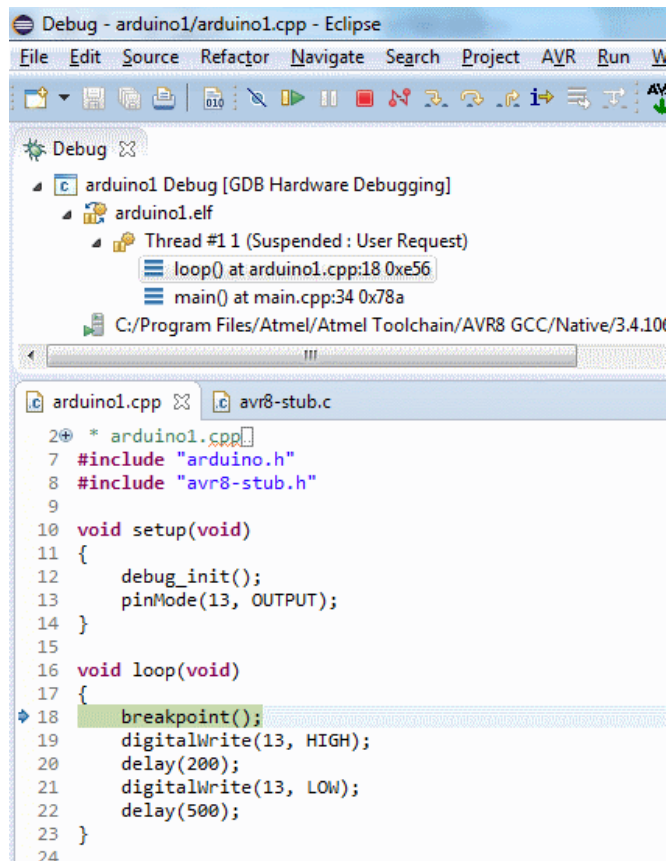 Debug - arduino1/arduino1.cpp - Eclipse
File Edit Source Refactor Navigate Search Project AVR Run W
010 i AV
Debug
c arduino1 Debug [GDB Hardware Debugging]
arduino1.elf
Thread #1 1 (Suspended : User Request)
loop() at arduino1.cpp:18 0xe56
main() at main.cpp:34 0x78a
C:/Program Files/Atmel/Atmel Toolchain/AVR8 GCC/Native/3.4.106
.c arduino1.cpp .c avr8-stub.c
2 * arduino1.cpp
7 #include "arduino.h"
8 #include "avr8-stub.h"
9
10 void setup(void)
11 {
12 debug_init();
13 pinMode(13, OUTPUT);
14 }
15
16 void loop(void)
17 {
18 breakpoint();
19 digitalWrite(13, HIGH);
20 delay(200);
21 digitalWrite(13, LOW);
22 delay(500);
23 }
24